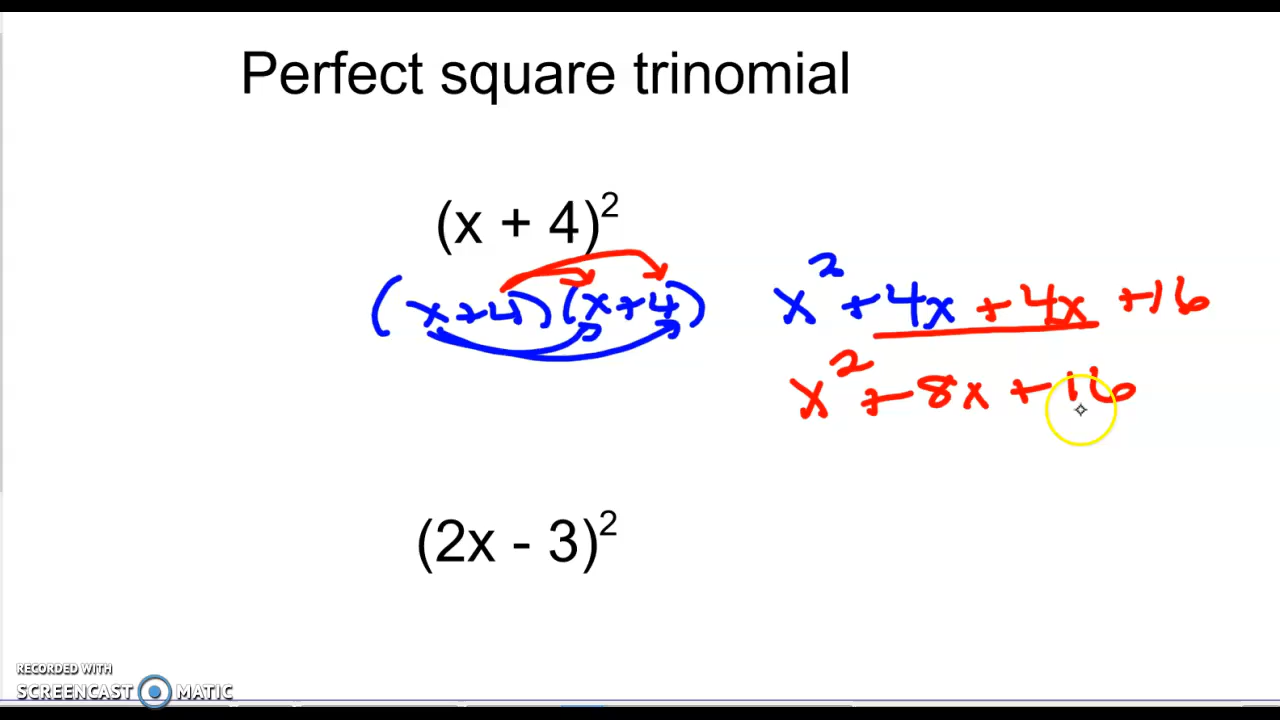 Perfect square trinomial
(x + 4)²
(x+4)(x+4) x² +4x +4x +16
x² + 8x + 16
(2x - 3)²
RECORDED WITH
SCREENCAST MATIC